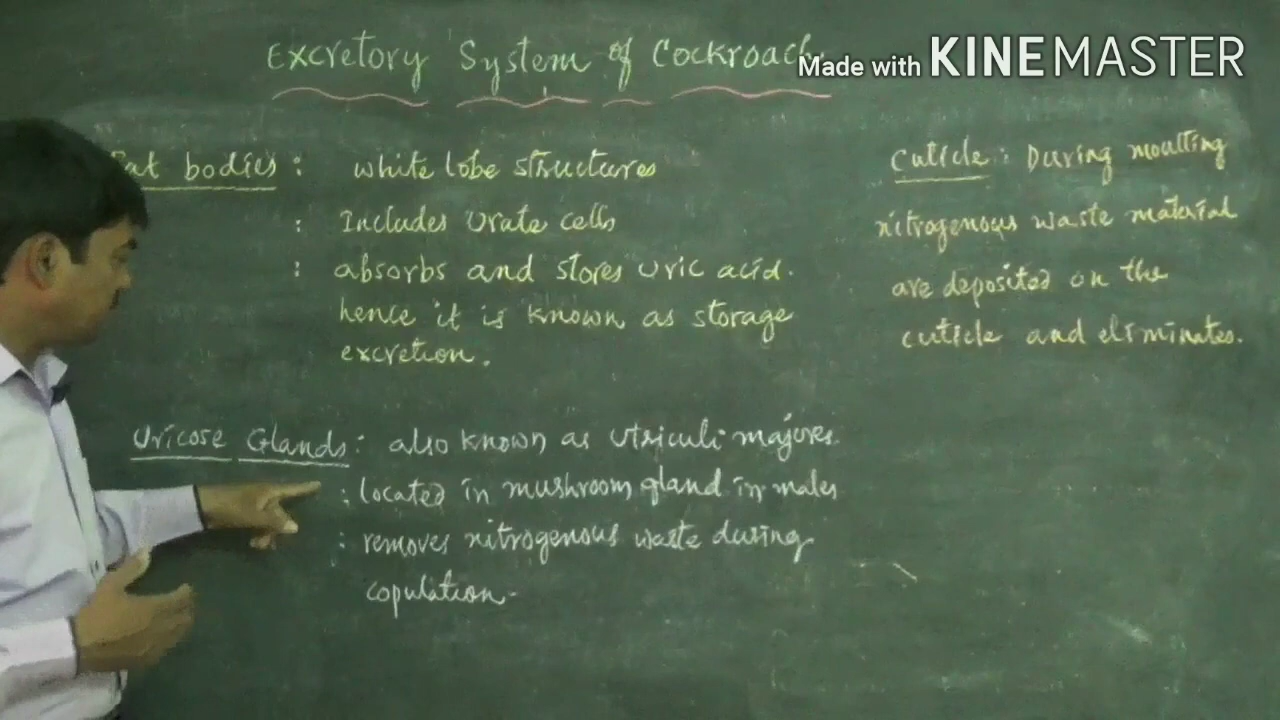 Excretory System of Cockroach
Made with KINEMASTER
Fat bodies : white lobe structures
: Includes Urate cells
: absorbs and stores uric acid.
hence it is known as storage
excretion.
Cuticle : During moulting
nitrogenous waste material
are deposited on the
cuticle and eliminates.
Uricose Glands : also known as utriculi majores.
: located in mushroom gland in males
: removes nitrogenous waste during
copulation.